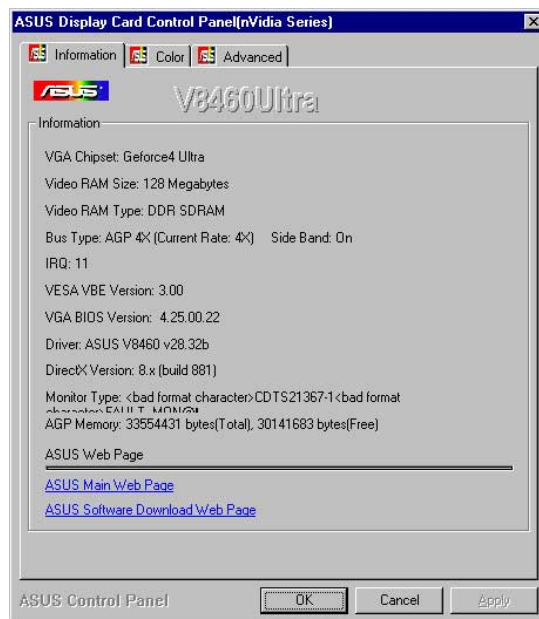 ASUS Display Card Control Panel(nVidia Series)
Information Color Advanced
ASUS
V8460Ultra
Information
VGA Chipset: Geforce4 Ultra
Video RAM Size: 128 Megabytes
Video RAM Type: DDR SDRAM
Bus Type: AGP 4X (Current Rate: 4X) Side Band: On
IRQ: 11
VESA VBE Version: 3.00
VGA BIOS Version: 4.25.00.22
Driver: ASUS V8460 v28.32b
DirectX Version: 8.x (build 881)
Monitor Type: <bad format character>CDTS21367-1<bad format
character>FAULT_MON
AGP Memory: 33554431 bytes(Total), 30141683 bytes(Free)
ASUS Web Page
ASUS Main Web Page
ASUS Software Download Web Page
ASUS Control Panel
OK Cancel Apply